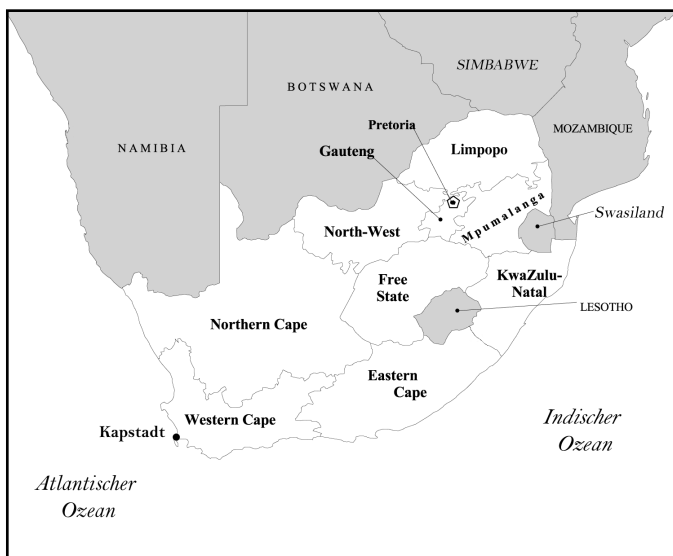 SIMBABWE
BOTSWANA
Pretoria
MOZAMBIQUE
NAMIBIA
Gauteng
Limpopo
Mpumalanga
Swasiland
North-West
Free
State
KwaZulu-
Natal
LESOTHO
Northern Cape
Eastern
Cape
Western Cape
Kapstadt
Indischer
Ozean
Atlantischer
Ozean